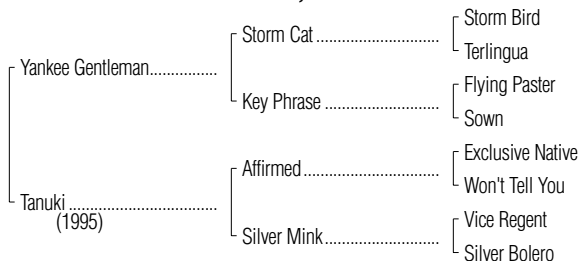 Storm Bird
Storm Cat
Terlingua
Yankee Gentleman
Flying Paster
Key Phrase
Sown
Exclusive Native
Affirmed
Won't Tell You
Tanuki
(1995)
Vice Regent
Silver Mink
Silver Bolero